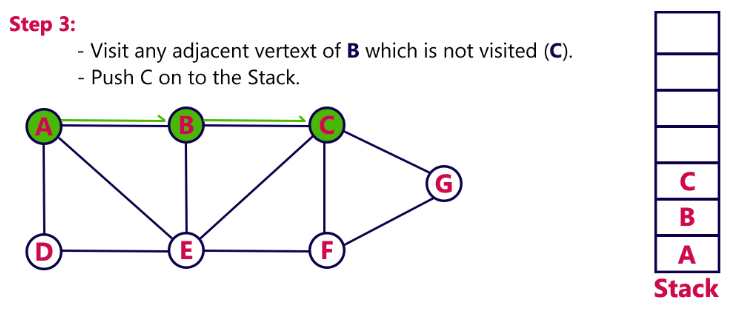 Step 3:
- Visit any adjacent vertext of B which is not visited (C).
- Push C on to the Stack.
A B C
G
D E F
C
B
A
Stack